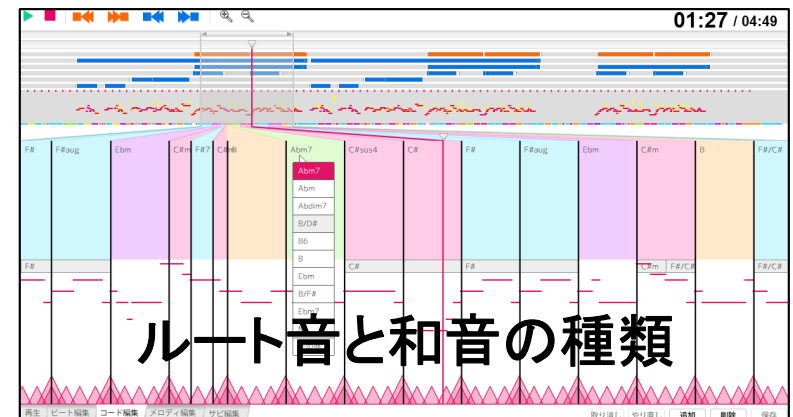 01:27 / 04:49
F# F#aug Ebm C#m F#7 B Abm7 C#sus4 C# F# F#aug Ebm C#m B F#/C#
Abm7
Abm
Abdim7
B/D#
B6
B
Ebm
B/F#
Ebm7
F# C# F# C#m F#/C# F#/C#
ルート音と和音の種類
再生 ビート編集 コード編集 メロディ編集 サビ編集 取り消し やり直し 追加 削除 保存